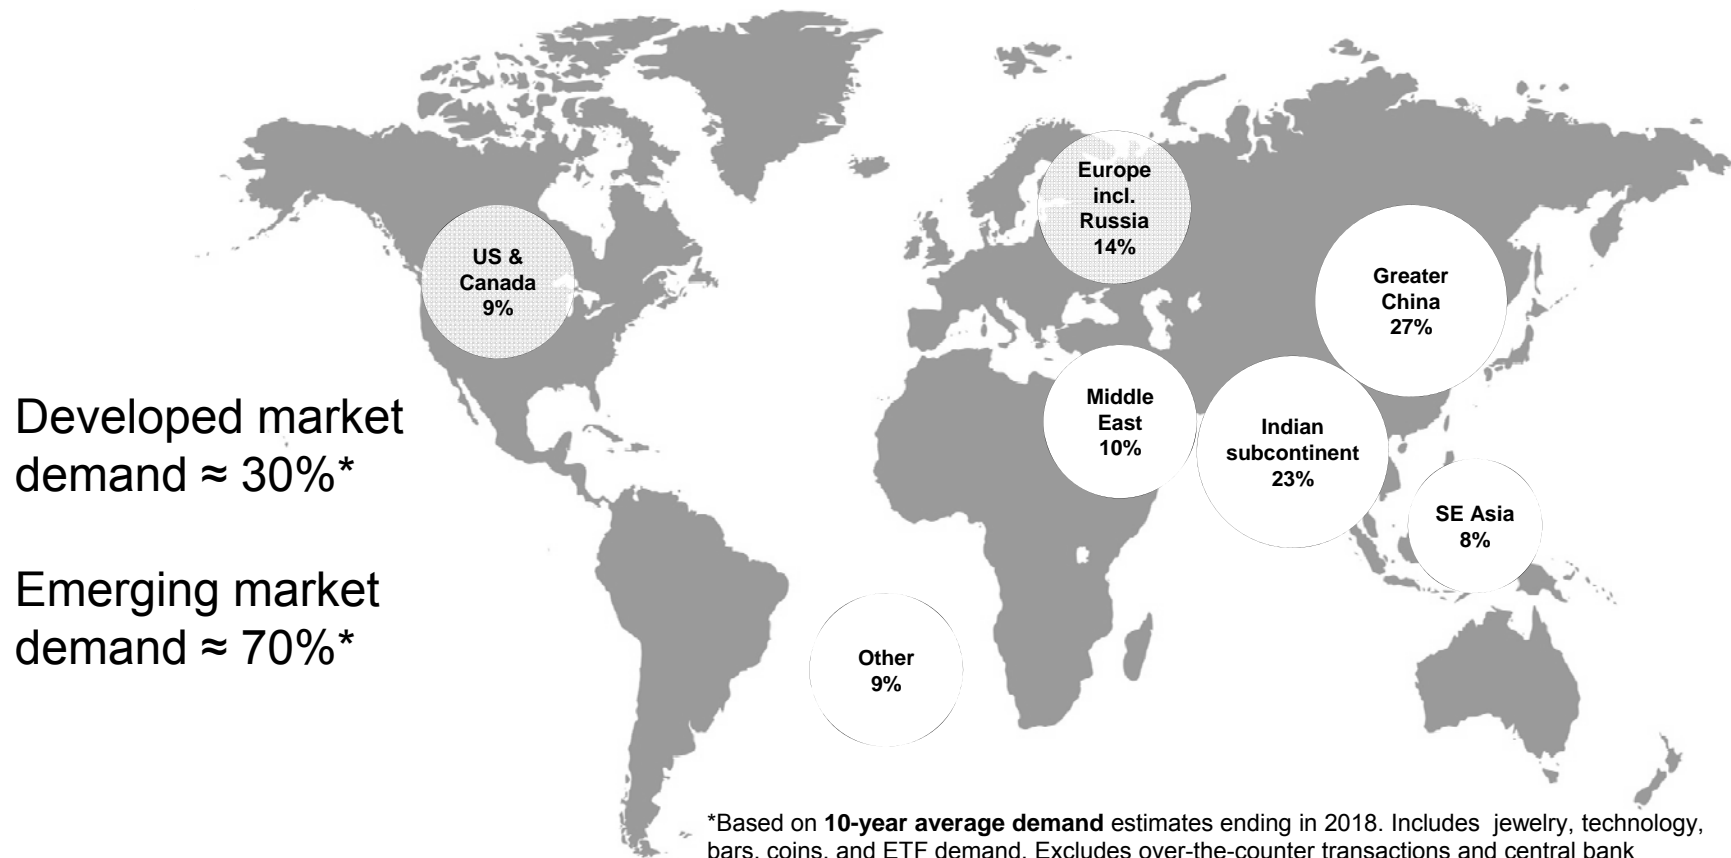 Europe
incl.
Russia
14%
US &
Canada
9%
Greater
China
27%
Middle
East
10%
Indian
subcontinent
23%
SE Asia
8%
Other
9%
Developed market
demand ≈ 30%*
Emerging market
demand ≈ 70%*
*Based on 10-year average demand estimates ending in 2018. Includes jewelry, technology,
bars, coins, and ETF demand. Excludes over-the-counter transactions and central bank